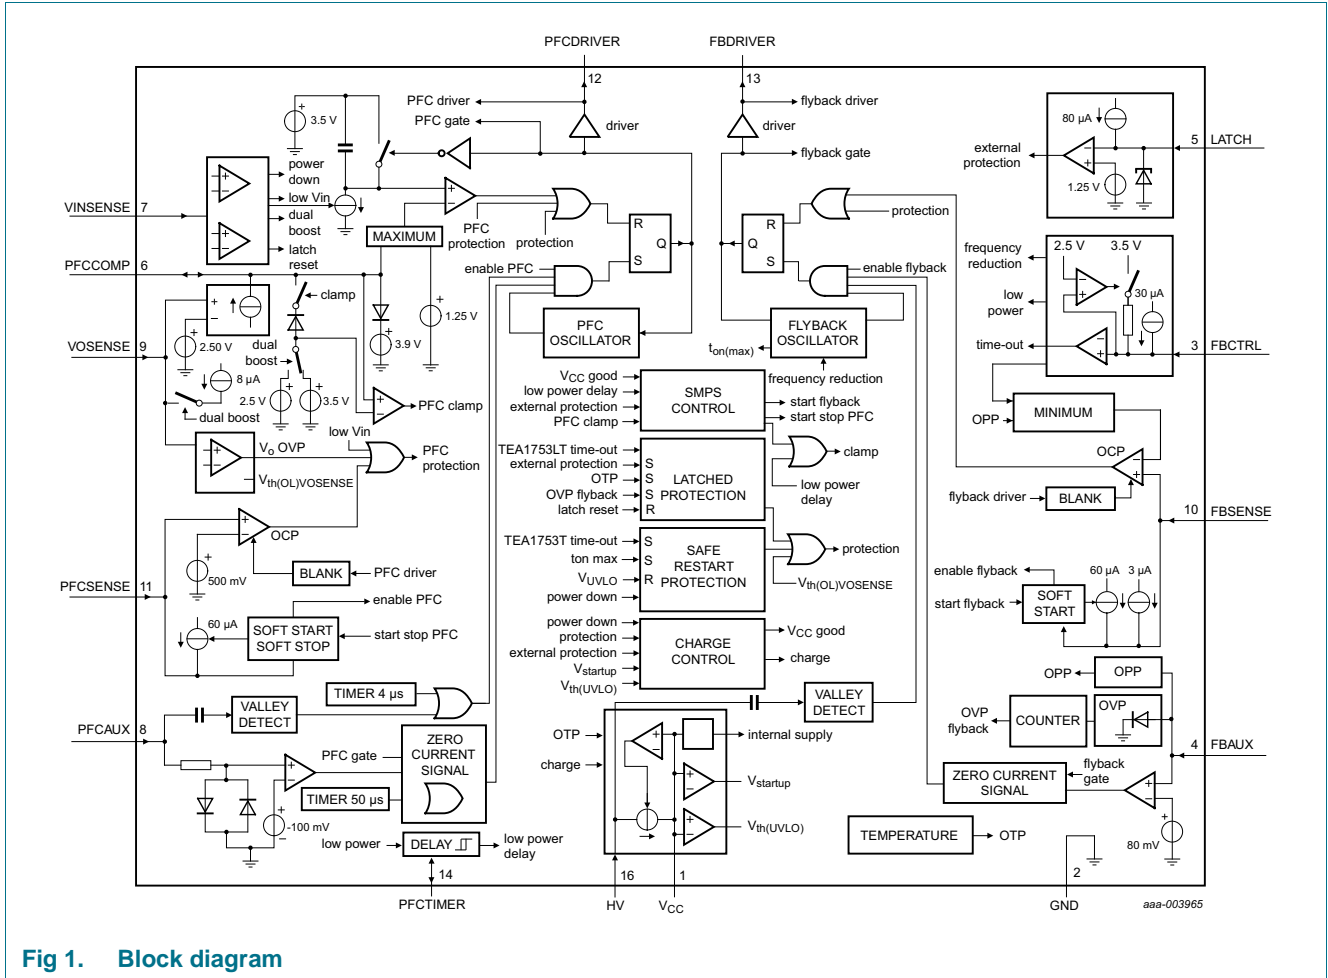 PFCDRIVER
FBDRIVER
12
13
PFC driver
PFC gate
driver
flyback driver
driver
flyback gate
3.5 V
80 µA
external
protection
1.25 V
5
LATCH
power
down
low Vin
dual
boost
latch
reset
VINSENSE
7
MAXIMUM
PFC
protection
protection
R
Q
S
R
Q
S
protection
PFCCOMP
6
enable PFC
enable flyback
frequency
reduction
2.5 V
3.5 V
low
power
30 µA
time-out
3
FBCTRL
clamp
1.25 V
2.50 V
3.9 V
PFC
OSCILLATOR
FLYBACK
OSCILLATOR
ton(max)
frequency reduction
VOSENSE
9
dual
boost
8 µA
dual boost
2.5 V
3.5 V
PFC clamp
VCC good
low power delay
external protection
PFC clamp
SMPS
CONTROL
start flyback
start stop PFC
clamp
low power
delay
OPP
MINIMUM
OCP
flyback driver
BLANK
10
FBSENSE
low Vin
Vo OVP
Vth(OL)VOSENSE
PFC
protection
TEA1753LT time-out
external protection
OTP
OVP flyback
latch reset
S
S
S
R
LATCHED
PROTECTION
OCP
500 mV
BLANK
PFC driver
TEA1753T time-out
ton max
VUVLO
power down
S
S
R
SAFE
RESTART
PROTECTION
protection
Vth(OL)VOSENSE
PFCSENSE
11
enable PFC
60 µA
SOFT START
SOFT STOP
start stop PFC
enable flyback
start flyback
SOFT
START
60 µA
3 µA
power down
protection
external protection
Vstartup
Vth(UVLO)
CHARGE
CONTROL
VCC good
charge
OPP
OPP
TIMER 4 µs
VALLEY
DETECT
VALLEY
DETECT
OVP
flyback
COUNTER
OVP
PFCAUX
8
PFC gate
ZERO
CURRENT
SIGNAL
TIMER 50 µs
-100 mV
OTP
charge
internal supply
Vstartup
Vth(UVLO)
4
FBAUX
flyback
gate
ZERO CURRENT
SIGNAL
80 mV
TEMPERATURE
OTP
low power
DELAY
low power
delay
14
PFCTIMER
16
HV
1
VCC
2
GND
aaa-003965
Fig 1. Block diagram